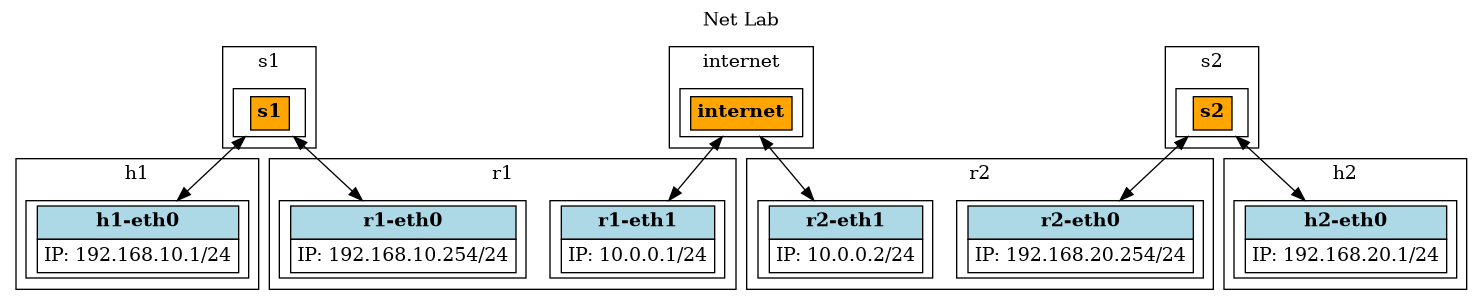 Net Lab
s1
internet
s2
s1
internet
s2
h1
r1
r2
h2
h1-eth0
r1-eth0
r1-eth1
r2-eth1
r2-eth0
h2-eth0
IP: 192.168.10.1/24
IP: 192.168.10.254/24
IP: 10.0.0.1/24
IP: 10.0.0.2/24
IP: 192.168.20.254/24
IP: 192.168.20.1/24